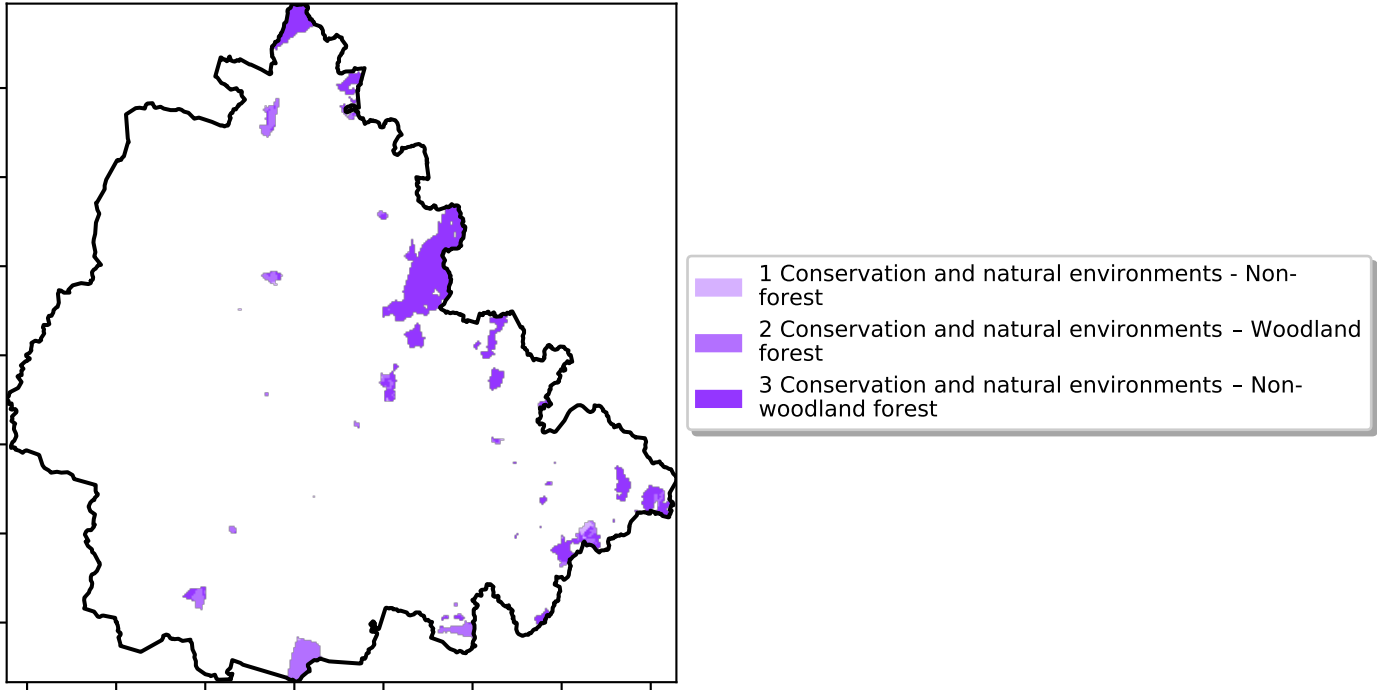 1 Conservation and natural environments - Non-
forest
2 Conservation and natural environments – Woodland
forest
3 Conservation and natural environments – Non-
woodland forest